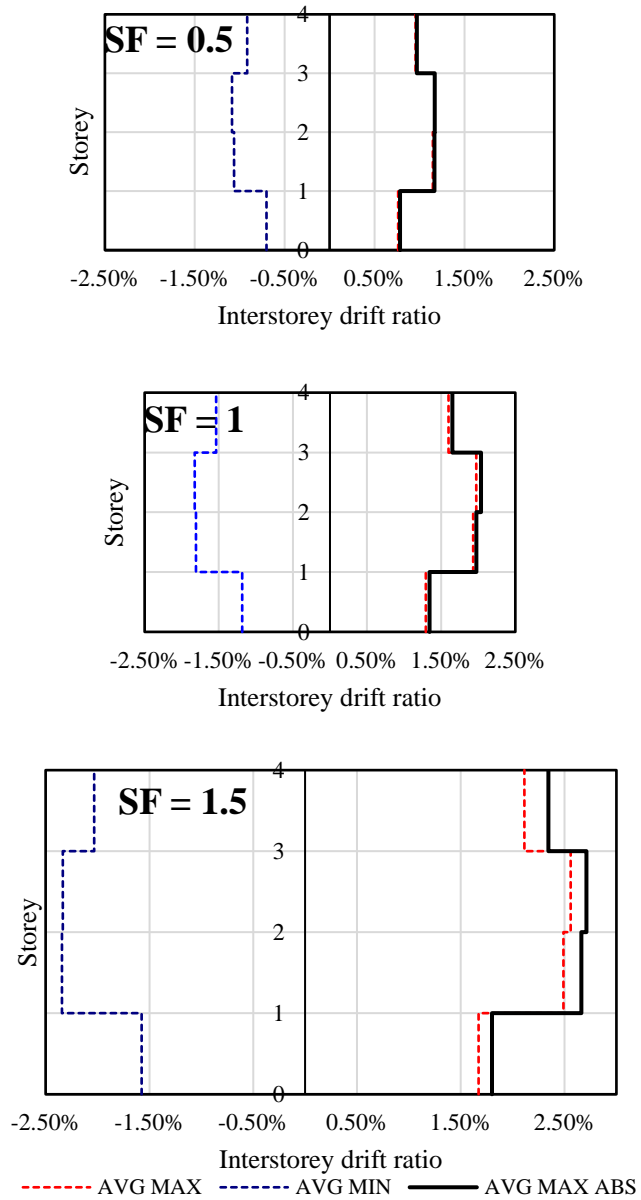 4
SF = 0.5
3
Storey
2
1
0
-2.50% -1.50% -0.50% 0.50% 1.50% 2.50%
Interstorey drift ratio
4
SF = 1
3
Storey
2
1
0
-2.50% -1.50% -0.50% 0.50% 1.50% 2.50%
Interstorey drift ratio
4
SF = 1.5
3
Storey
2
1
0
-2.50% -1.50% -0.50% 0.50% 1.50% 2.50%
Interstorey drift ratio
AVG MAX AVG MIN AVG MAX ABS